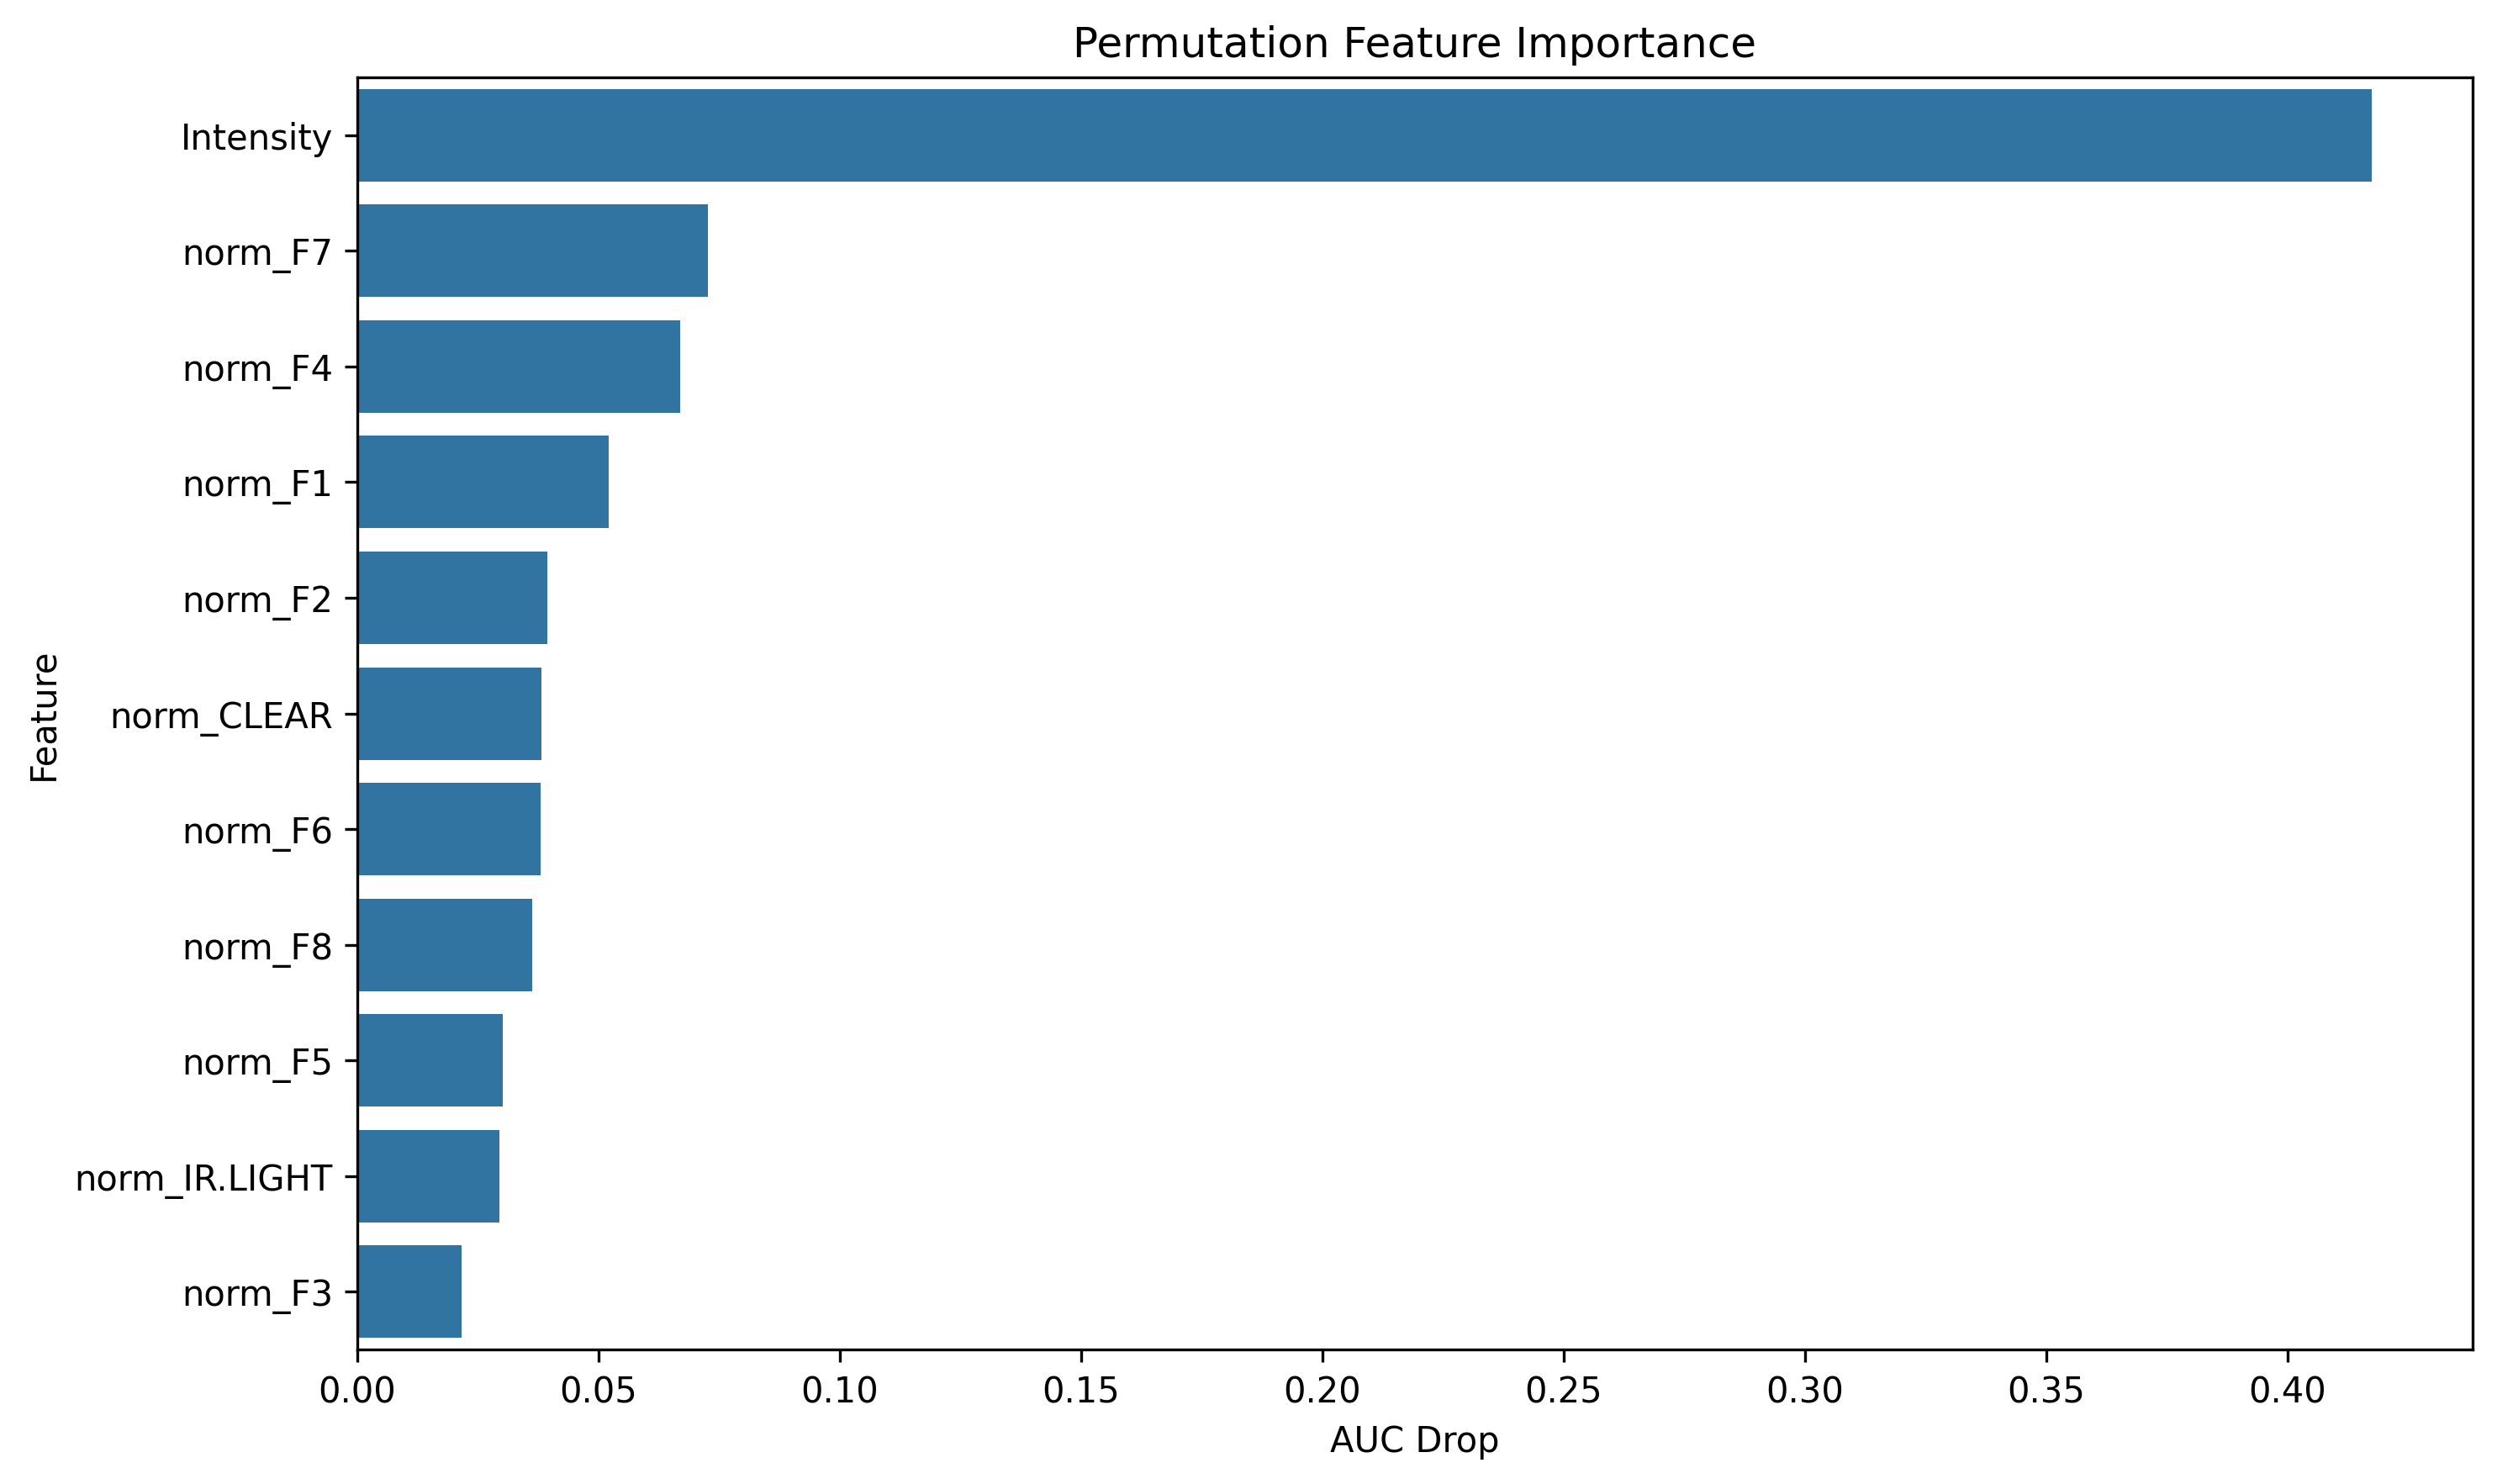 Permutation Feature Importance
Feature
Intensity
norm_F7
norm_F4
norm_F1
norm_F2
norm_CLEAR
norm_F6
norm_F8
norm_F5
norm_IR.LIGHT
norm_F3
0.00 0.05 0.10 0.15 0.20 0.25 0.30 0.35 0.40
AUC Drop